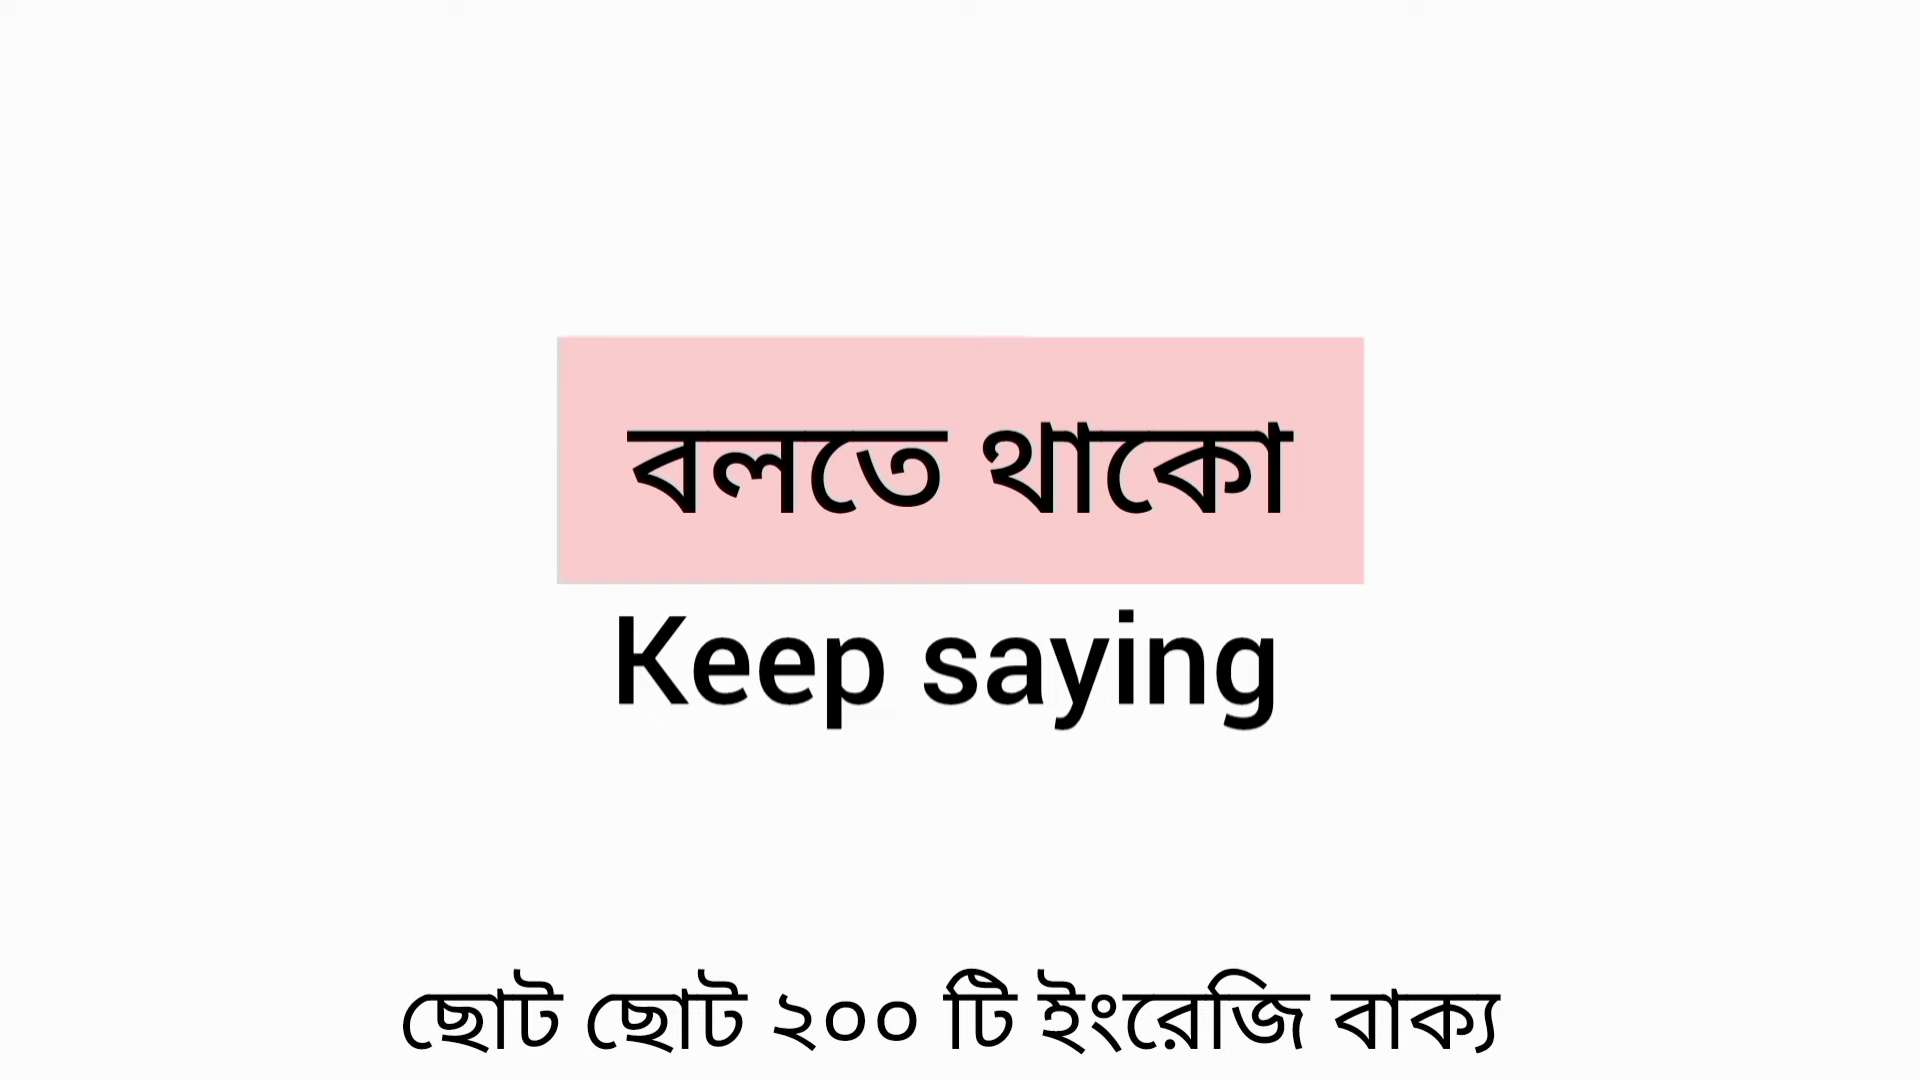 বলতে থাকো
Keep saying
ছোট ছোট ২০০ টি ইংরেজি বাক্য